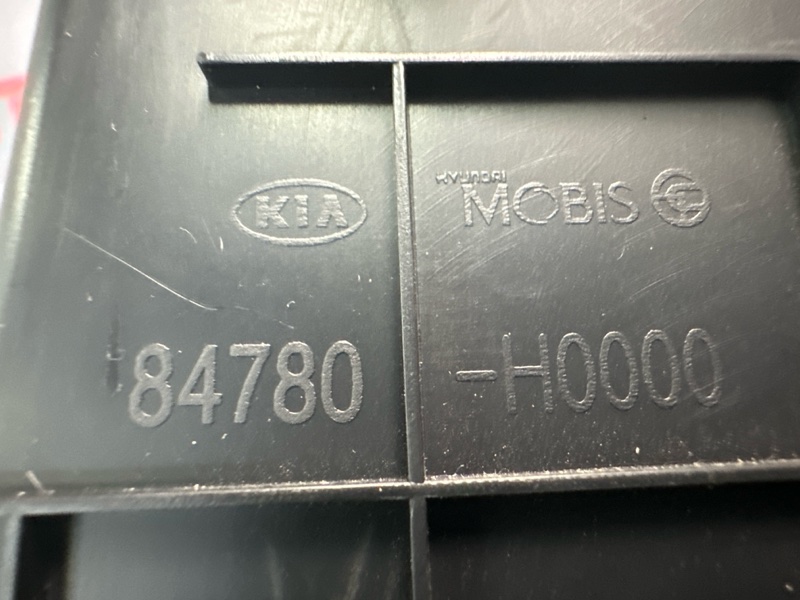 KIA
HYUNDAI
MOBIS
84780 -H0000